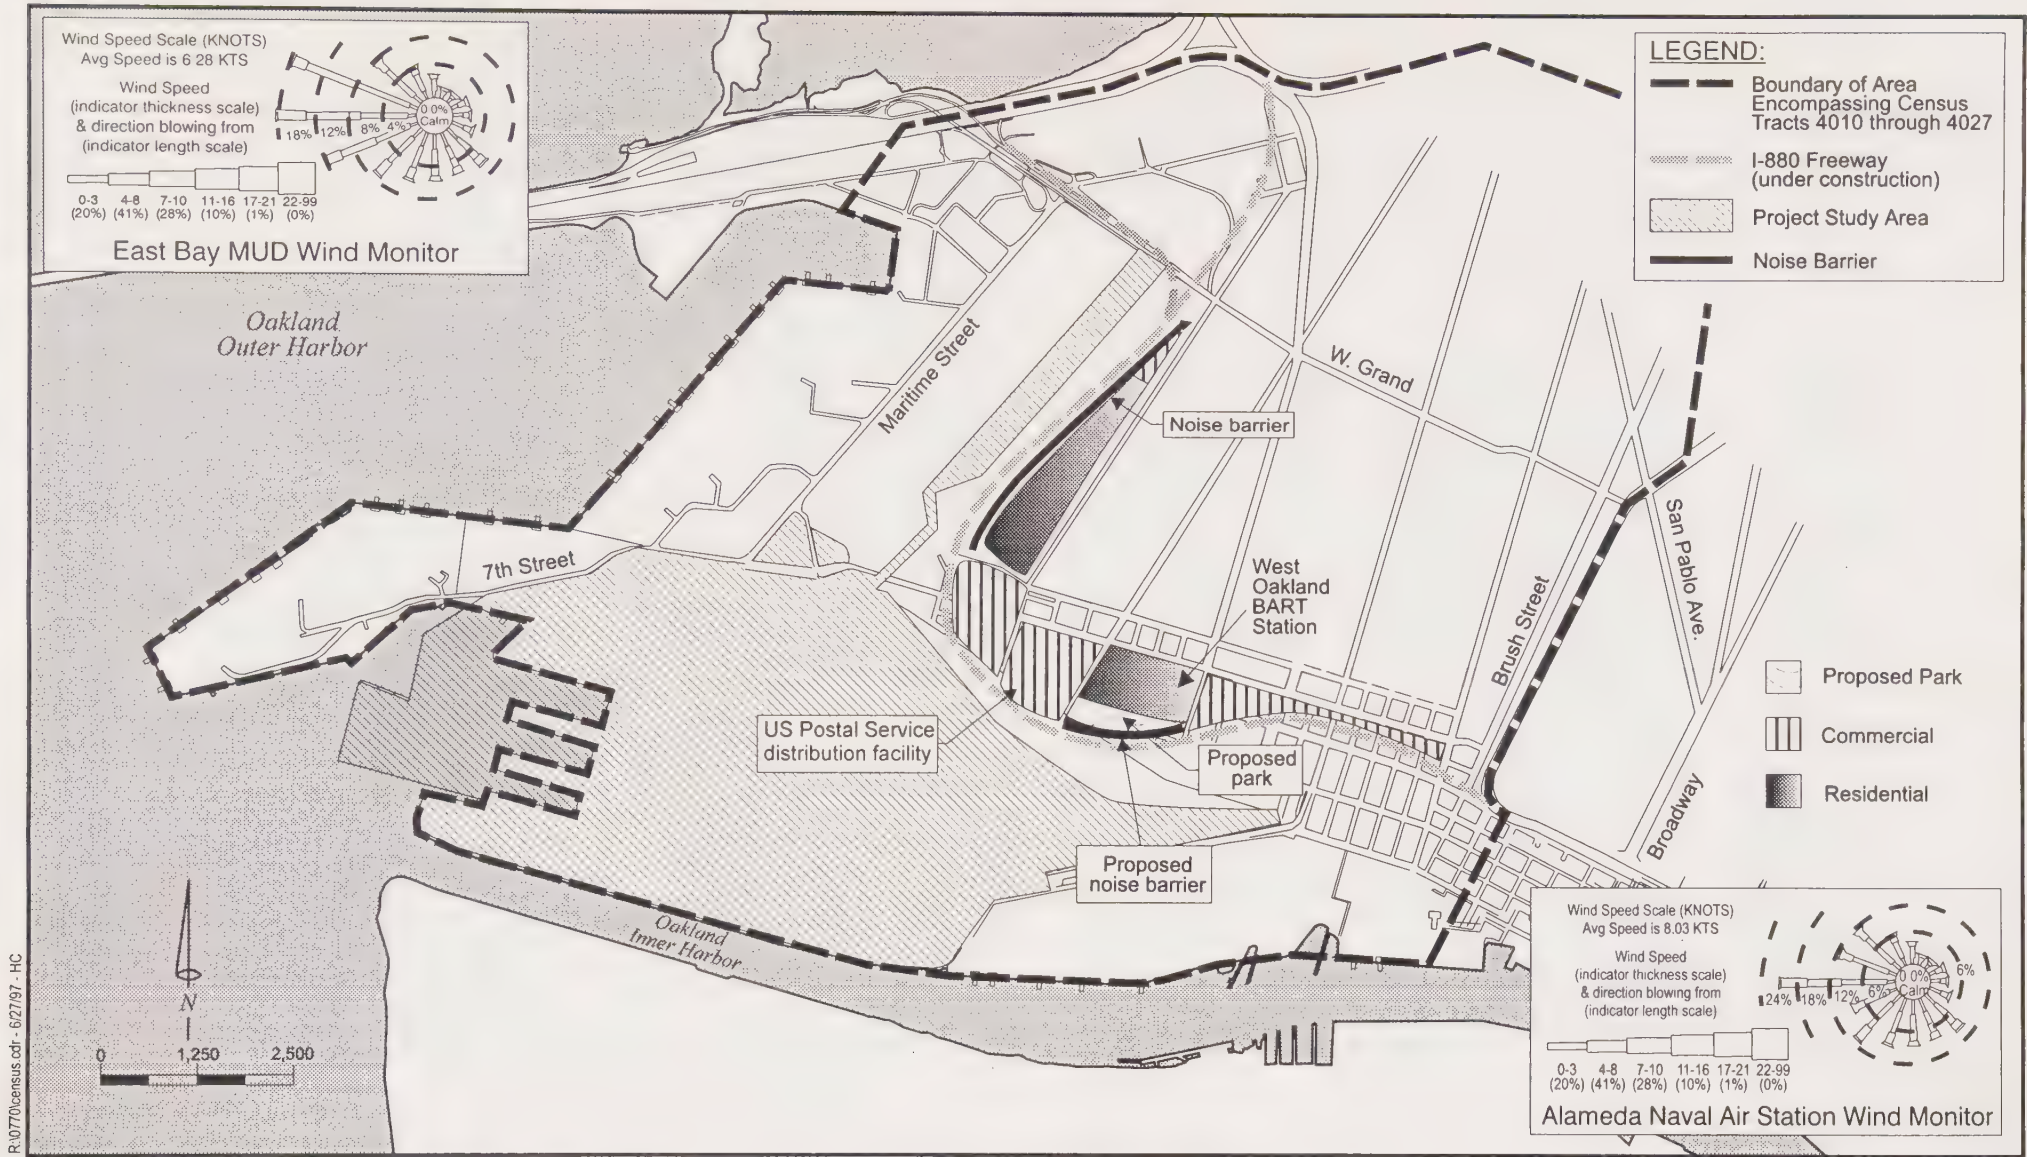 Wind Speed Scale (KNOTS)
Avg Speed is 6 28 KTS
Wind Speed
(indicator thickness scale)
& direction blowing from
(indicator length scale)
0-3 4-8 7-10 11-16 17-21 22-99
(20%) (41%) (28%) (10%) (1%) (0%)
0 0%
Calm
18% 12% 8% 4%
East Bay MUD Wind Monitor
LEGEND:
Boundary of Area
Encompassing Census
Tracts 4010 through 4027
I-880 Freeway
(under construction)
Project Study Area
Noise Barrier
Oakland
Outer Harbor
Maritime Street
W. Grand
Noise barrier
7th Street
West
Oakland
BART
Station
Brush Street
San Pablo Ave.
Proposed Park
Commercial
Residential
US Postal Service
distribution facility
Proposed
park
Broadway
Proposed
noise barrier
Oakland
Inner Harbor
N
0 1,250 2,500
Wind Speed Scale (KNOTS)
Avg Speed is 8.03 KTS
Wind Speed
(indicator thickness scale)
& direction blowing from
(indicator length scale)
0-3 4-8 7-10 11-16 17-21 22-99
(20%) (41%) (28%) (10%) (1%) (0%)
6%
0 0%
Calm
24% 18% 12% 6%
Alameda Naval Air Station Wind Monitor
R:\0770\census.cdr - 6/27/97 - HC